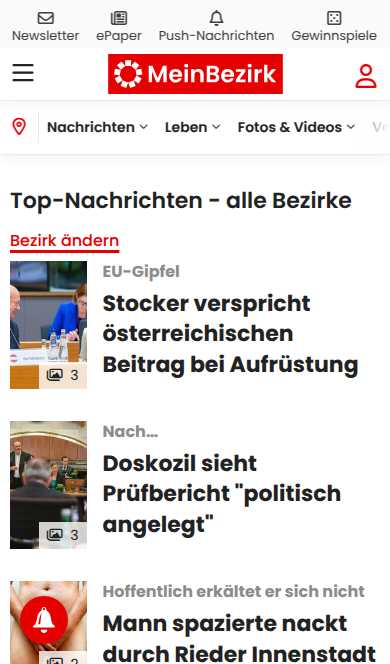 Newsletter ePaper Push-Nachrichten Gewinnspiele
MeinBezirk
Nachrichten Leben Fotos & Videos
Top-Nachrichten - alle Bezirke
Bezirk ändern
EU-Gipfel
Stocker verspricht
österreichischen
Beitrag bei Aufrüstung
3
Nach...
Doskozil sieht
Prüfbericht "politisch
angelegt"
3
Hoffentlich erkältet er sich nicht
Mann spazierte nackt
durch Rieder Innenstadt